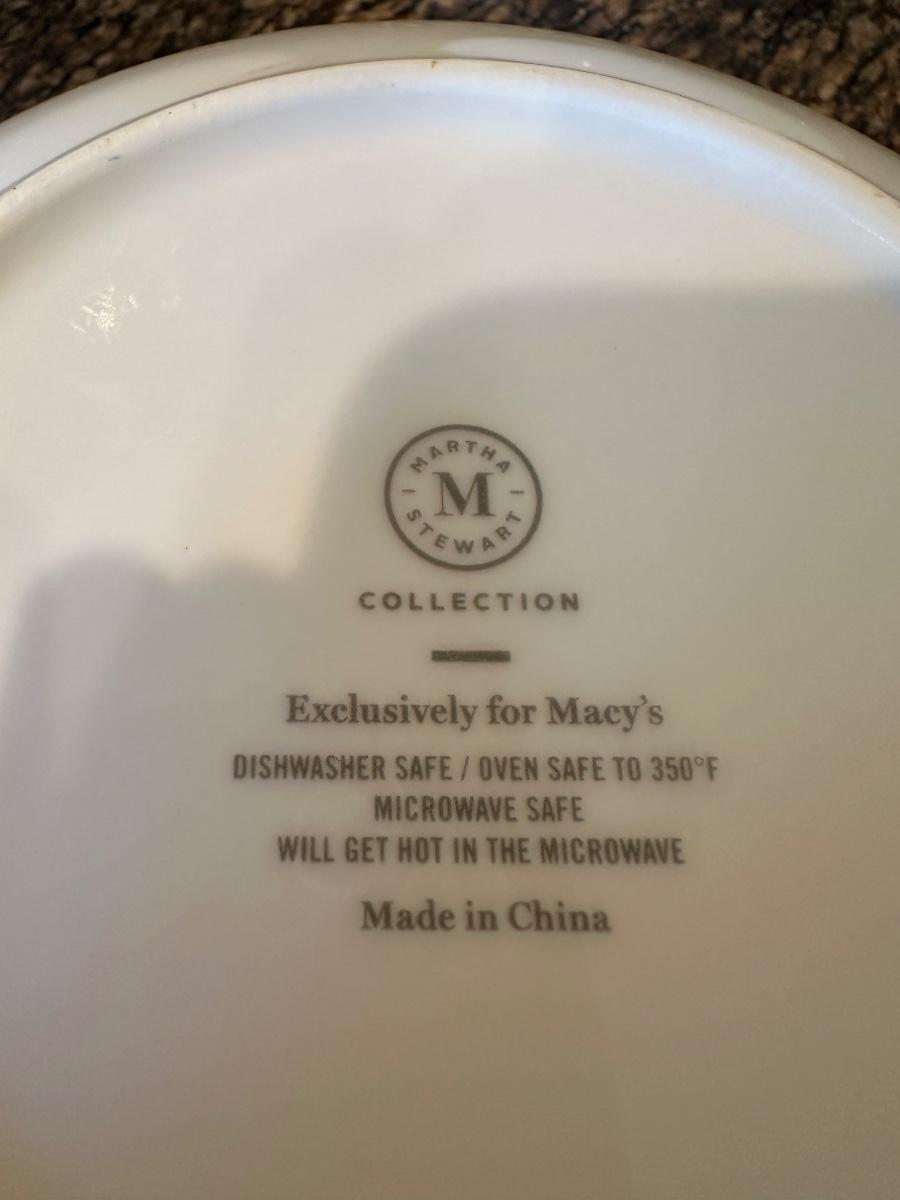 MARTHA
M
STEWART
COLLECTION
Exclusively for Macy's
DISHWASHER SAFE / OVEN SAFE TO 350°F
MICROWAVE SAFE
WILL GET HOT IN THE MICROWAVE
Made in China